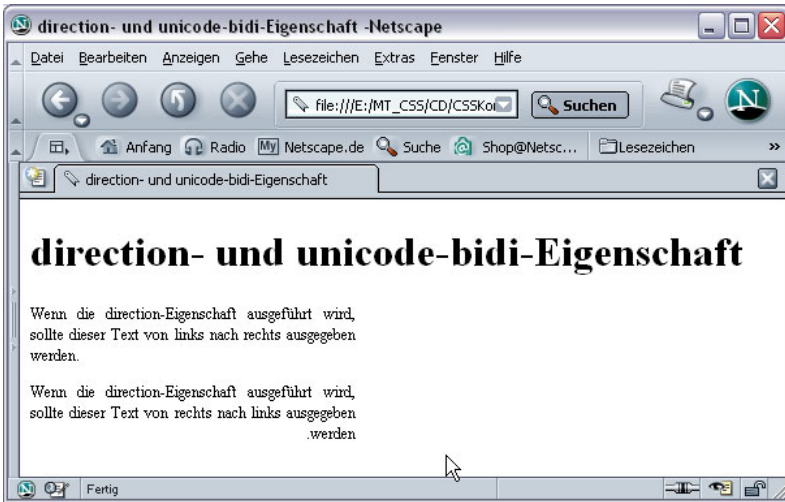 direction- und unicode-bidi-Eigenschaft -Netscape
Datei Bearbeiten Anzeigen Gehe Lesezeichen Extras Fenster Hilfe
file:///E:/MT_CSS/CD/CSSKo Suchen N
Anfang Radio My Netscape.de Suche Shop@Netsc... Lesezeichen »
direction- und unicode-bidi-Eigenschaft
direction- und unicode-bidi-Eigenschaft
Wenn die direction-Eigenschaft ausgeführt wird,
sollte dieser Text von links nach rechts ausgegeben
werden.
Wenn die direction-Eigenschaft ausgeführt wird,
sollte dieser Text von rechts nach links ausgegeben
.werden
Fertig